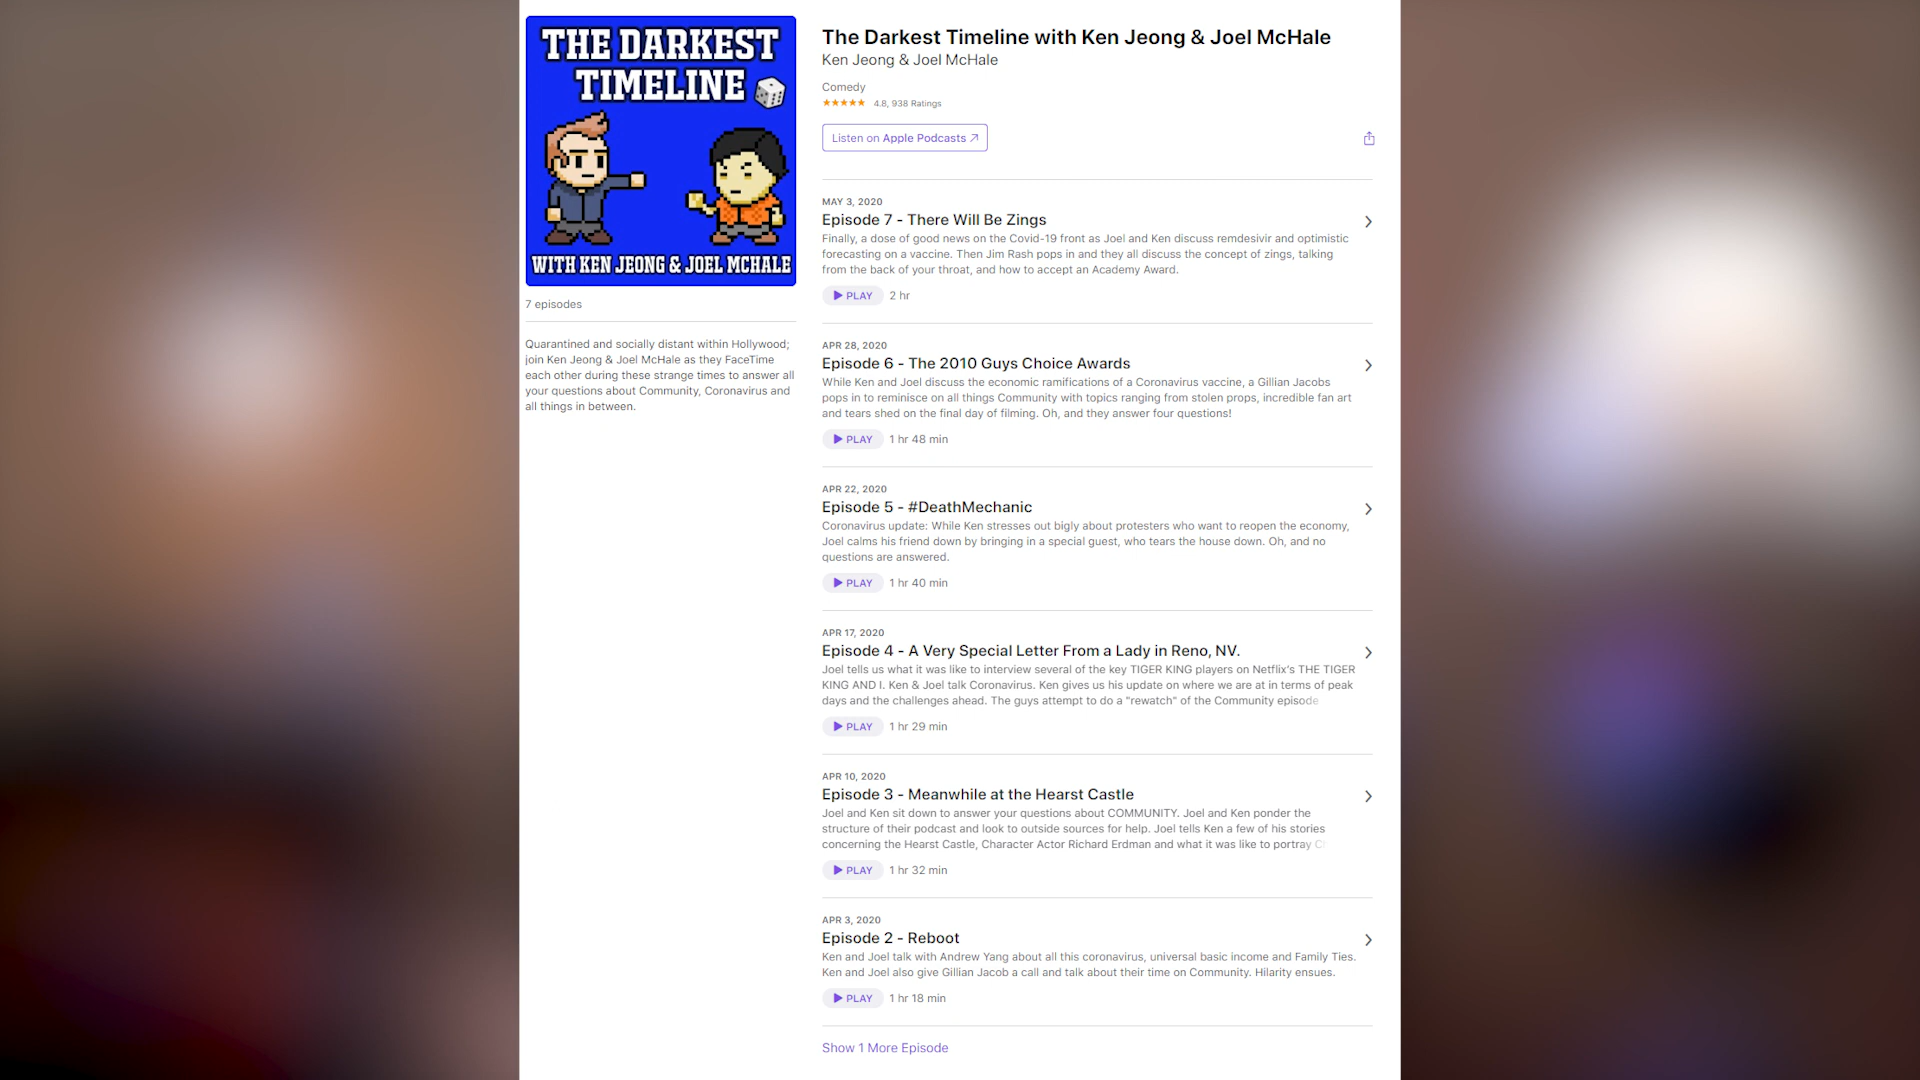 THE DARKEST
TIMELINE
WITH KEN JEONG & JOEL MCHALE
7 episodes
Quarantined and socially distant within Hollywood;
join Ken Jeong & Joel McHale as they FaceTime
each other during these strange times to answer all
your questions about Community, Coronavirus and
all things in between.
The Darkest Timeline with Ken Jeong & Joel McHale
Ken Jeong & Joel McHale
Comedy
★★★★★ 4.8, 938 Ratings
Listen on Apple Podcasts ↗
MAY 3, 2020
Episode 7 - There Will Be Zings
Finally, a dose of good news on the Covid-19 front as Joel and Ken discuss remdesivir and optimistic
forecasting on a vaccine. Then Jim Rash pops in and they all discuss the concept of zings, talking
from the back of your throat, and how to accept an Academy Award.
PLAY 2 hr
APR 28, 2020
Episode 6 - The 2010 Guys Choice Awards
While Ken and Joel discuss the economic ramifications of a Coronavirus vaccine, a Gillian Jacobs
pops in to reminisce on all things Community with topics ranging from stolen props, incredible fan art
and tears shed on the final day of filming. Oh, and they answer four questions!
PLAY 1 hr 48 min
APR 22, 2020
Episode 5 - #DeathMechanic
Coronavirus update: While Ken stresses out bigly about protesters who want to reopen the economy,
Joel calms his friend down by bringing in a special guest, who tears the house down. Oh, and no
questions are answered.
PLAY 1 hr 40 min
APR 17, 2020
Episode 4 - A Very Special Letter From a Lady in Reno, NV.
Joel tells us what it was like to interview several of the key TIGER KING players on Netflix's THE TIGER
KING AND I. Ken & Joel talk Coronavirus. Ken gives us his update on where we are at in terms of peak
days and the challenges ahead. The guys attempt to do a "rewatch" of the Community episode
PLAY 1 hr 29 min
APR 10, 2020
Episode 3 - Meanwhile at the Hearst Castle
Joel and Ken sit down to answer your questions about COMMUNITY. Joel and Ken ponder the
structure of their podcast and look to outside sources for help. Joel tells Ken a few of his stories
concerning the Hearst Castle, Character Actor Richard Erdman and what it was like to portray
PLAY 1 hr 32 min
APR 3, 2020
Episode 2 - Reboot
Ken and Joel talk with Andrew Yang about all this coronavirus, universal basic income and Family Ties.
Ken and Joel also give Gillian Jacob a call and talk about their time on Community. Hilarity ensues.
PLAY 1 hr 18 min
Show 1 More Episode